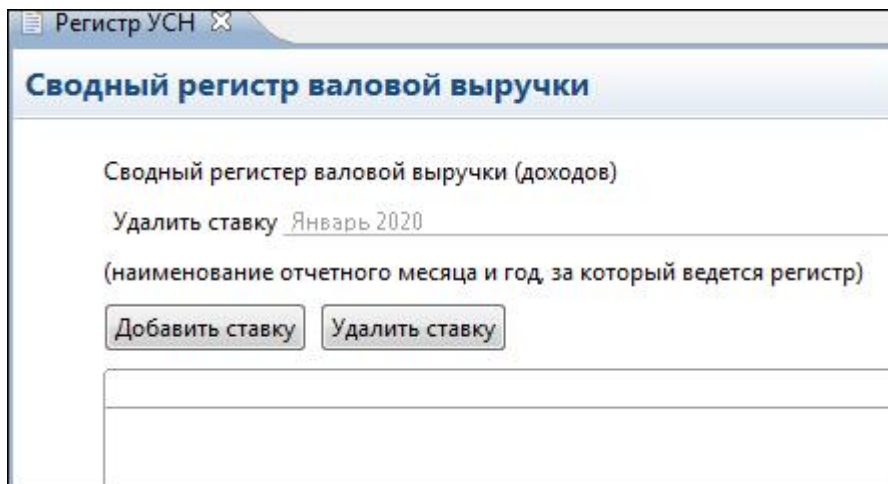 Регистр УСН
Сводный регистр валовой выручки
Сводный регистер валовой выручки (доходов)
Удалить ставку Январь 2020
(наименование отчетного месяца и год, за который ведется регистр)
Добавить ставку Удалить ставку